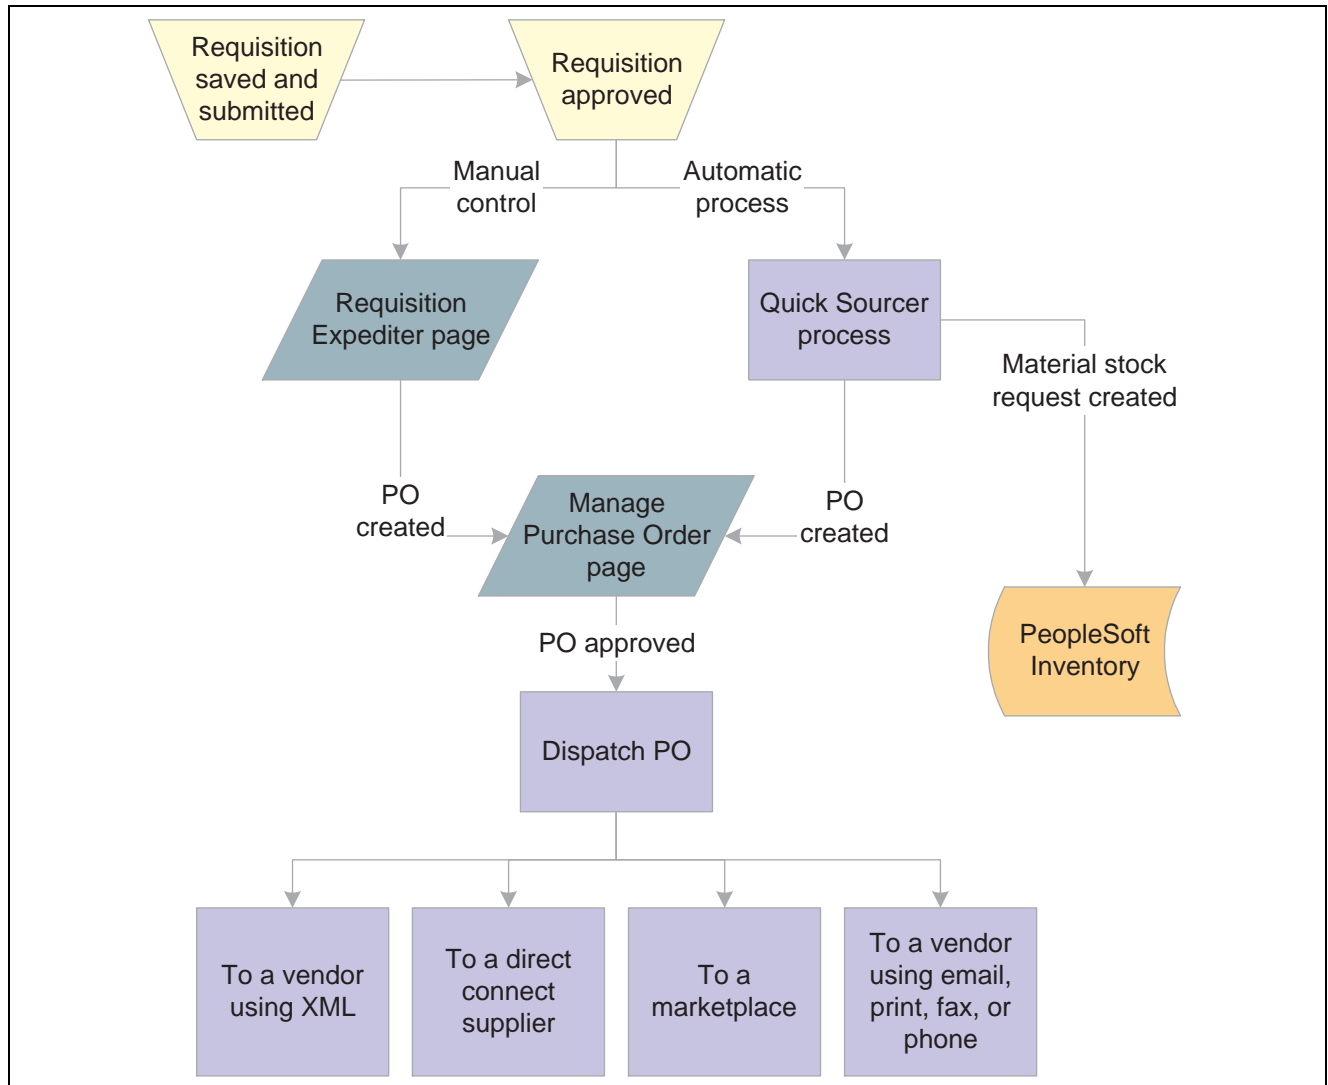 Requisition
saved and
submitted
Requisition
approved
Manual
control
Automatic
process
Requisition
Expediter page
Quick Sourcer
process
Material stock
request created
PO
created
Manage
Purchase Order
page
PO
created
PeopleSoft
Inventory
PO approved
Dispatch PO
To a vendor
using XML
To a direct
connect
supplier
To a
marketplace
To a vendor
using email,
print, fax, or
phone